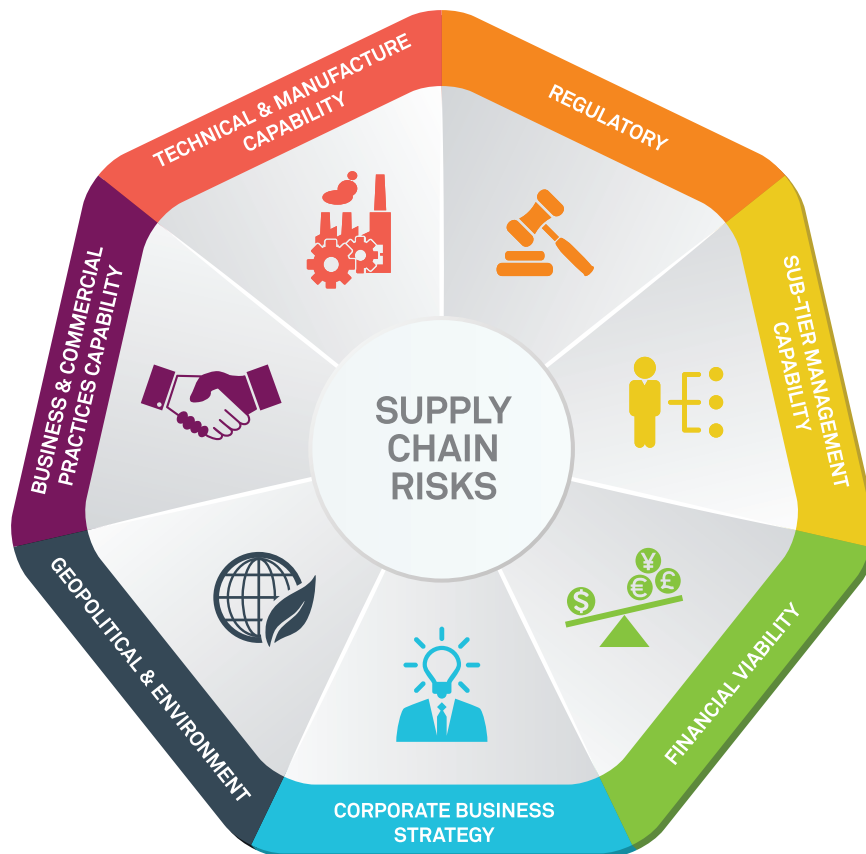 TECHNICAL & MANUFACTURE
CAPABILITY
REGULATORY
SUB-TIER MANAGEMENT
CAPABILITY
FINANCIAL VIABILITY
CORPORATE BUSINESS
STRATEGY
GEOPOLITICAL & ENVIRONMENT
BUSINESS & COMMERCIAL
PRACTICES CAPABILITY
SUPPLY
CHAIN
RISKS
$
¥
€
£